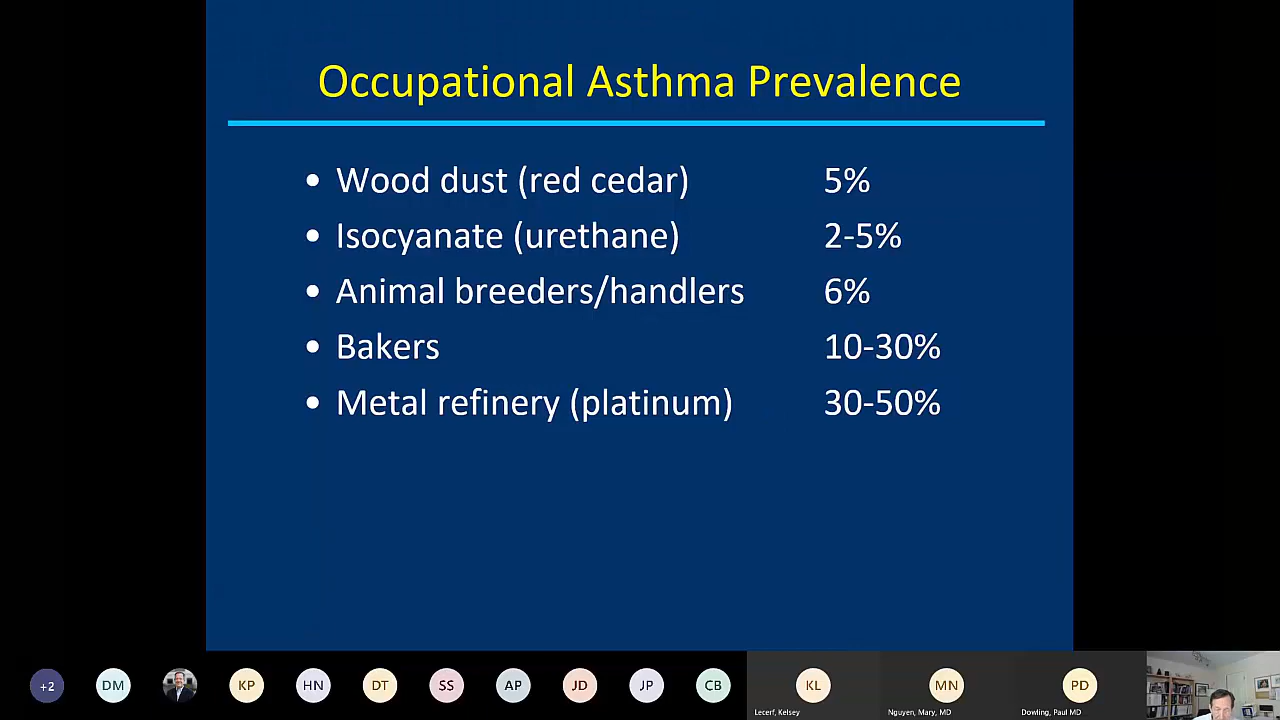 Occupational Asthma Prevalence
• Wood dust (red cedar) 5%
• Isocyanate (urethane) 2-5%
• Animal breeders/handlers 6%
• Bakers 10-30%
• Metal refinery (platinum) 30-50%
+2 DM KP HN DT SS AP JD JP CB KL MN PD
Lecerf, Kelsey Nguyen, Mary, MD Dowling, Paul MD